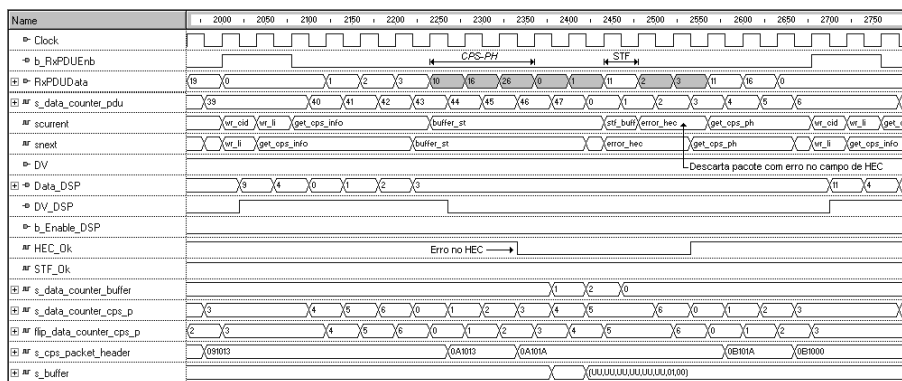 Name 2000 2050 2100 2150 2200 2250 2300 2350 2400 2450 2500 2550 2600 2650 2700 2750
Clock
b_RxPDUEnb CPS-PH STF
RxPDUData 19 0 1 2 3 10 16 26 0 1 11 2 3 11 16 0
s_data_counter_pdu 39 40 41 42 43 44 45 46 47 0 1 2 3 4 5 6
scurrent wr_cid wr_li get_cps_info buffer_st stf_buff error_hec get_cps_ph wr_cid wr_li get_c
snext wr_li get_cps_info buffer_st error_hec get_cps_ph wr_li get_cps_info
DV Descarta pacote com erro no campo de HEC
Data_DSP 9 4 0 1 2 3 11 4
DV_DSP
b_Enable_DSP
HEC_Ok Erro no HEC
STF_Ok
s_data_counter_buffer 1 2 0
s_data_counter_cps_p 3 4 5 6 0 1 2 3 4 5 6 0 1 2 3
flip_data_counter_cps_p 2 3 4 5 6 0 1 2 3 4 5 6 0 1 2 3
s_cps_packet_header 091013 0A1013 0A101A 0B101A 0B1000
s_buffer (UU,UU,UU,UU,UU,UU,01,00)